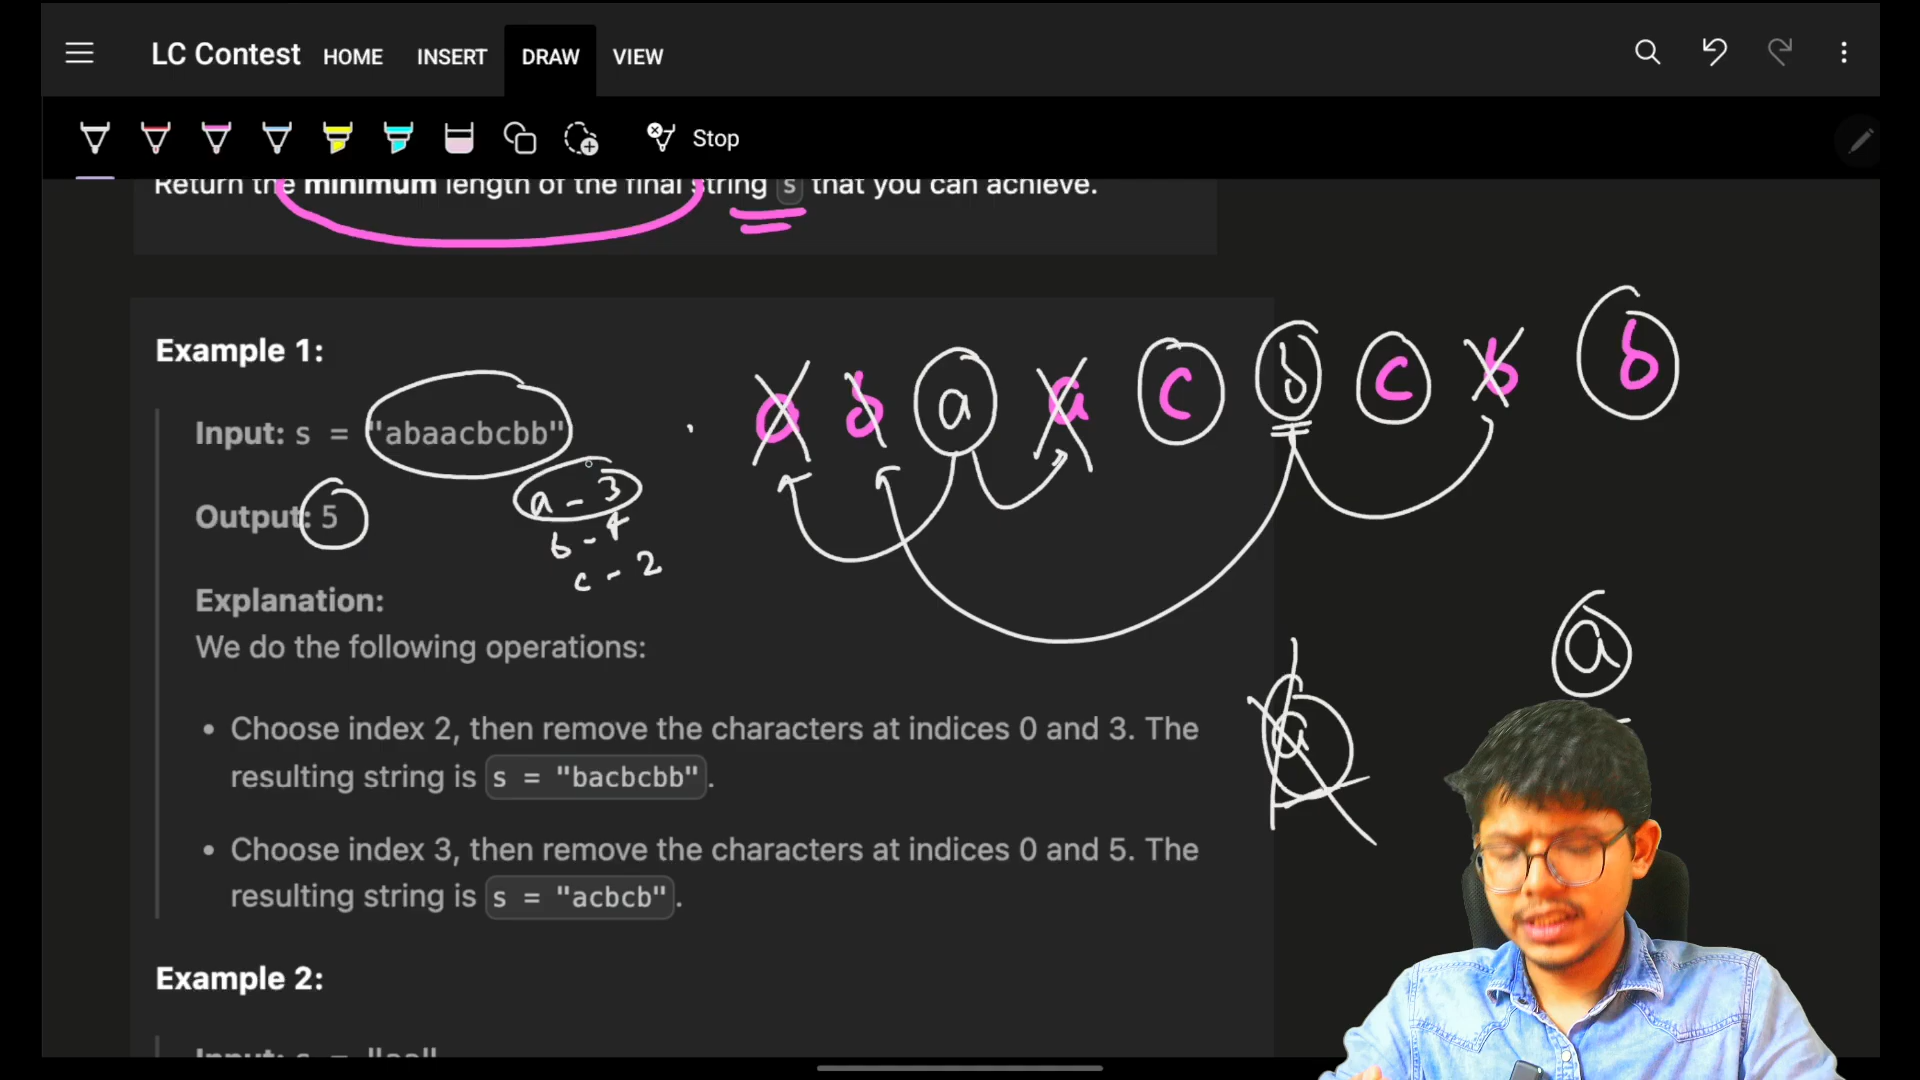 LC Contest HOME INSERT DRAW VIEW
Stop
Return the minimum length of the final string s that you can achieve.
Example 1:
Input: s = "abaacbcbb"
a b a a c b c b b
a - 3
Output: 5
b - 4
c - 2
Explanation:
We do the following operations:
a
• Choose index 2, then remove the characters at indices 0 and 3. The
resulting string is s = "bacbcbb".
a
• Choose index 3, then remove the characters at indices 0 and 5. The
resulting string is s = "acbcb".
Example 2:
Input: s = "aa"